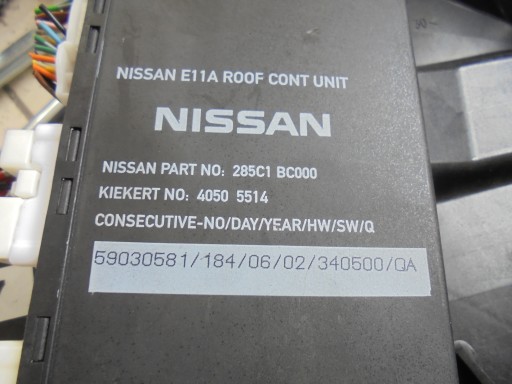 NISSAN E11A ROOF CONT UNIT
NISSAN
NISSAN PART NO: 285C1 BC000
KIEKERT NO: 4050 5514
CONSECUTIVE-NO/DAY/YEAR/HW/SW/Q
59030581/184/06/02/340500/QA